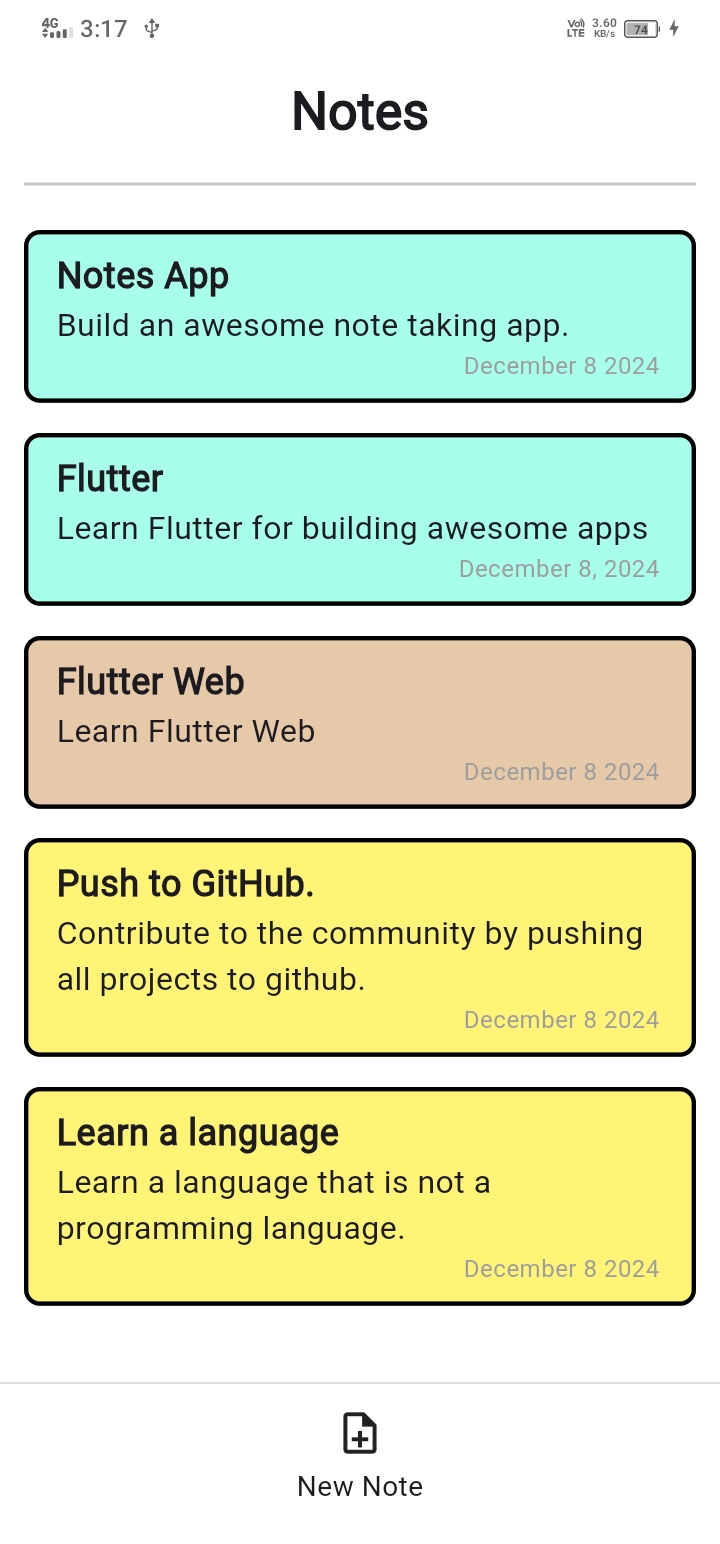 4G 3:17 Vo) LTE 3.60 KB/s 74
Notes
Notes App
Build an awesome note taking app.
December 8 2024
Flutter
Learn Flutter for building awesome apps
December 8, 2024
Flutter Web
Learn Flutter Web
December 8 2024
Push to GitHub.
Contribute to the community by pushing
all projects to github.
December 8 2024
Learn a language
Learn a language that is not a
programming language.
December 8 2024
New Note